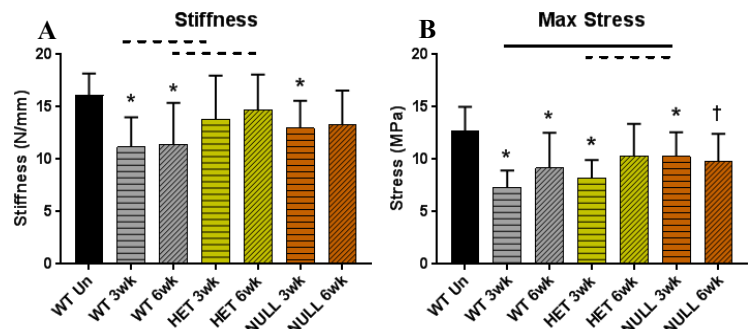 A
Stiffness
Stiffness (N/mm)
20
15
10
5
0
*
*
*
WT Un
WT 3wk
WT 6wk
HET 3wk
HET 6wk
NULL 3wk
NULL 6wk
B
Max Stress
Stress (MPa)
20
15
10
5
0
*
*
*
*
†
WT Un
WT 3wk
WT 6wk
HET 3wk
HET 6wk
NULL 3wk
NULL 6wk